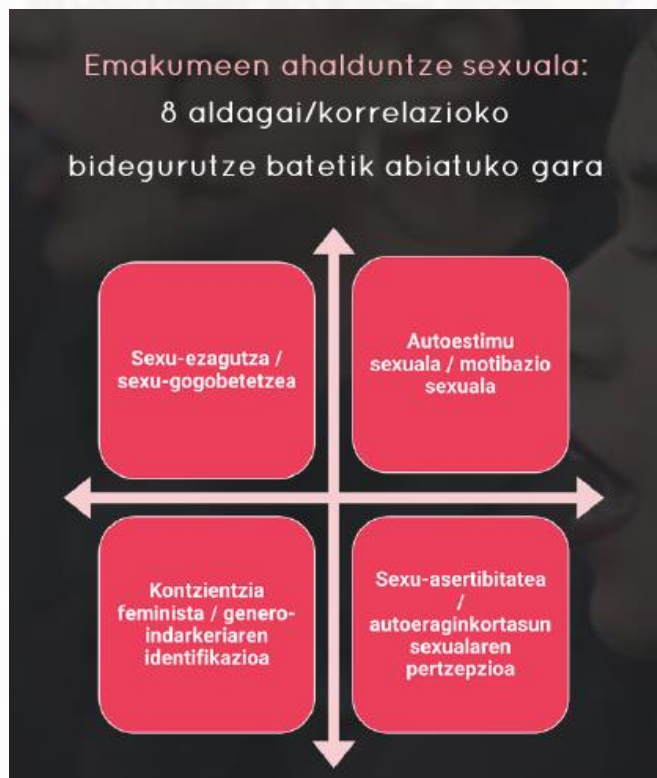 Emakumeen ahalduntze sexuala:
8 aldagai/korrelazioko
bidegurutze batetik abiatuko gara
Sexu-ezagutza /
sexu-gogobetetzea
Autoestimu
sexuala / motibazio
sexuala
Kontzientzia
feminista / genero-
indarkeriaren
identifikazioa
Sexu-asertibitatea
/
autoeraginkortasun
sexualaren
pertzepzioa